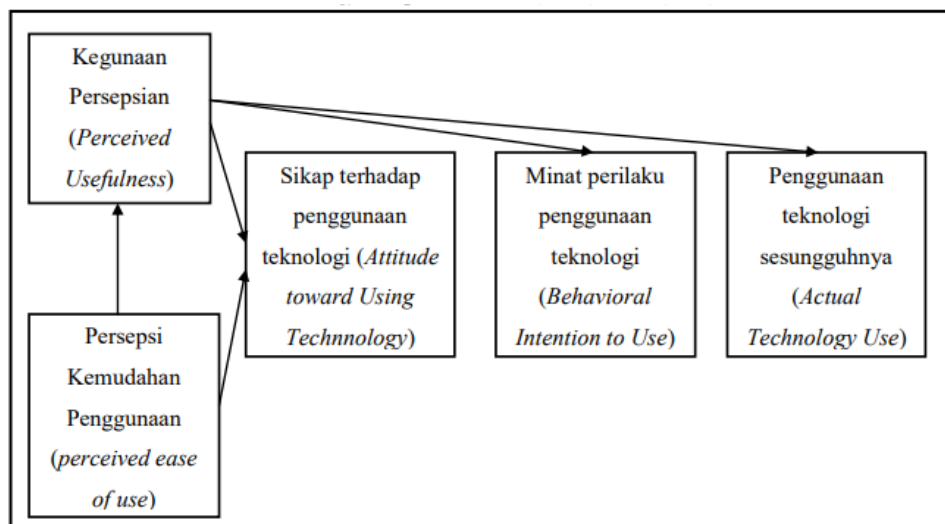 Kegunaan
Persepsian
(Perceived
Usefulness)
Sikap terhadap
penggunaan
teknologi (Attitude
toward Using
Technnology)
Minat perilaku
penggunaan
teknologi
(Behavioral
Intention to Use)
Penggunaan
teknologi
sesungguhnya
(Actual
Technology Use)
Persepsi
Kemudahan
Penggunaan
(perceived ease
of use)